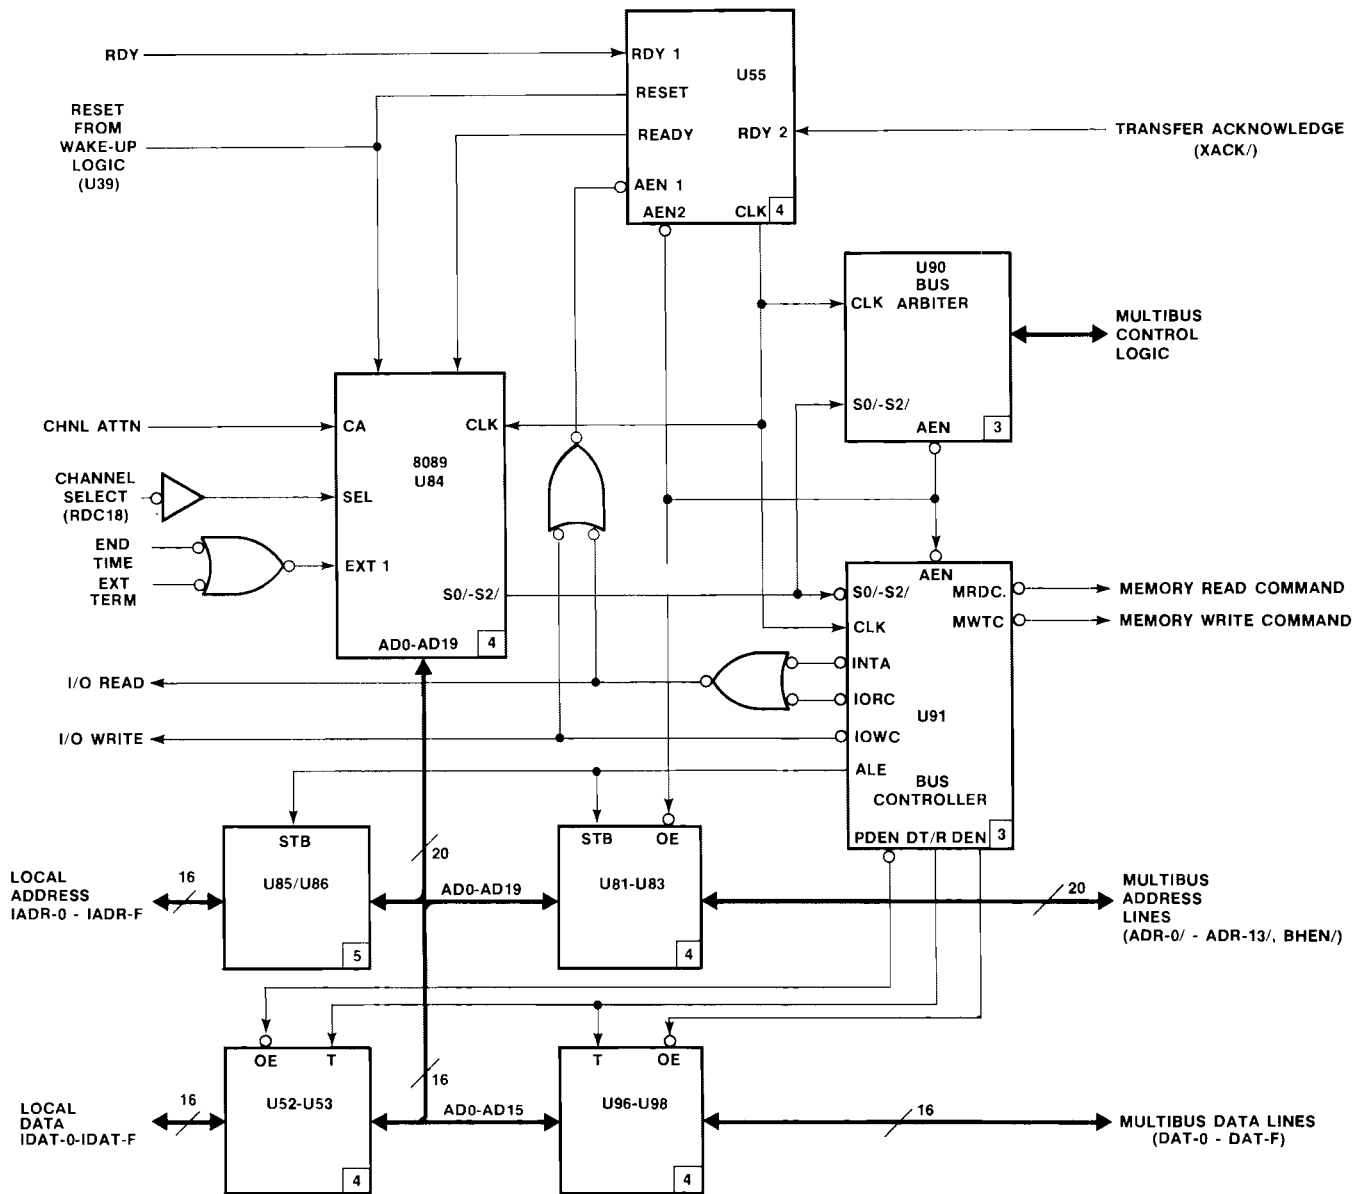 RDY
RDY 1
U55
RESET
FROM
WAKE-UP
LOGIC
(U39)
RESET
READY
RDY 2
TRANSFER ACKNOWLEDGE
(XACK/)
AEN 1
AEN2
CLK
4
U90
BUS
ARBITER
CLK
S0/-S2/
AEN
3
MULTIBUS
CONTROL
LOGIC
CHNL ATTN
CA
CLK
8089
U84
CHANNEL
SELECT
(RDC18)
SEL
END
TIME
EXT
TERM
EXT 1
S0/-S2/
AD0-AD19
4
AEN
S0/-S2/
MRDC.
MEMORY READ COMMAND
CLK
MWTC
MEMORY WRITE COMMAND
INTA
IORC
U91
IOWC
ALE
BUS
CONTROLLER
PDEN DT/R DEN
3
I/O READ
I/O WRITE
STB
U85/U86
5
20
AD0-AD19
STB
OE
U81-U83
4
LOCAL
ADDRESS
IADR-0 - IADR-F
16
20
MULTIBUS
ADDRESS
LINES
(ADR-0/ - ADR-13/, BHEN/)
OE
T
U52-U53
4
16
AD0-AD15
T
OE
U96-U98
4
LOCAL
DATA
IDAT-0-IDAT-F
16
16
MULTIBUS DATA LINES
(DAT-0 - DAT-F)